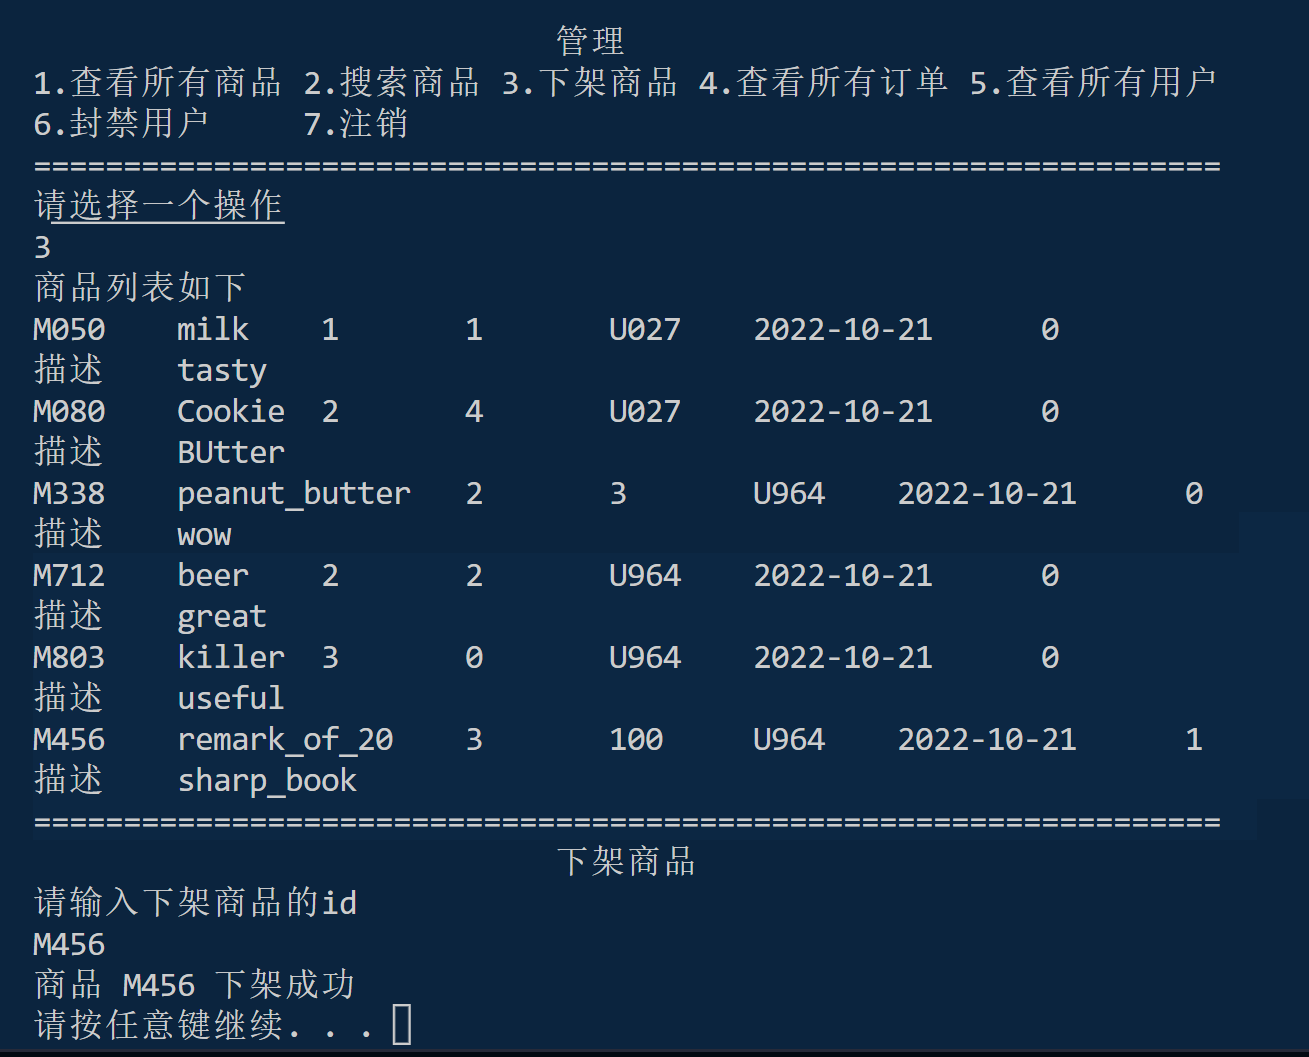 管理
1.查看所有商品 2.搜索商品 3.下架商品 4.查看所有订单 5.查看所有用户
6.封禁用户 7.注销
==================================================================
请选择一个操作
3
商品列表如下
M050 milk 1 1 U027 2022-10-21 0
描述 tasty
M080 Cookie 2 4 U027 2022-10-21 0
描述 BUtter
M338 peanut_butter 2 3 U964 2022-10-21 0
描述 wow
M712 beer 2 2 U964 2022-10-21 0
描述 great
M803 killer 3 0 U964 2022-10-21 0
描述 useful
M456 remark_of_20 3 100 U964 2022-10-21 1
描述 sharp_book
==================================================================
下架商品
请输入下架商品的id
M456
商品 M456 下架成功
请按任意键继续. . .